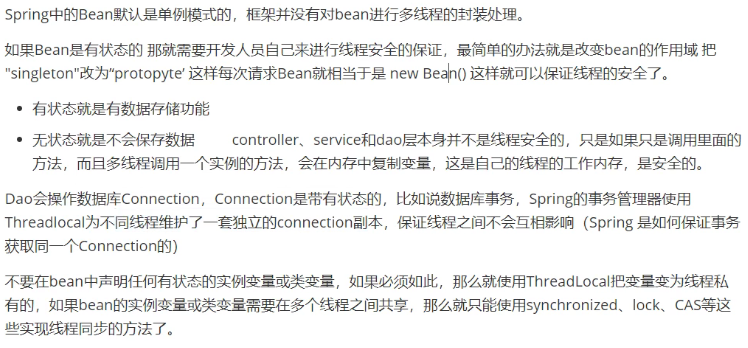 Spring中的Bean默认是单例模式的，框架并没有对bean进行多线程的封装处理。
如果Bean是有状态的 那就需要开发人员自己来进行线程安全的保证，最简单的办法就是改变bean的作用域 把
"singleton"改为“protopyte’ 这样每次请求Bean就相当于是 new Bean() 这样就可以保证线程的安全了。
• 有状态就是有数据存储功能
• 无状态就是不会保存数据 controller、service和dao层本身并不是线程安全的，只是如果只是调用里面的
方法，而且多线程调用一个实例的方法，会在内存中复制变量，这是自己的线程的工作内存，是安全的。
Dao会操作数据库Connection，Connection是带有状态的，比如说数据库事务，Spring的事务管理器使用
Threadlocal为不同线程维护了一套独立的connection副本，保证线程之间不会互相影响（Spring 是如何保证事务
获取同一个Connection的）
不要在bean中声明任何有状态的实例变量或类变量，如果必须如此，那么就使用ThreadLocal把变量变为线程私
有的，如果bean的实例变量或类变量需要在多个线程之间共享，那么就只能使用synchronized、lock、CAS等这
些实现线程同步的方法了。